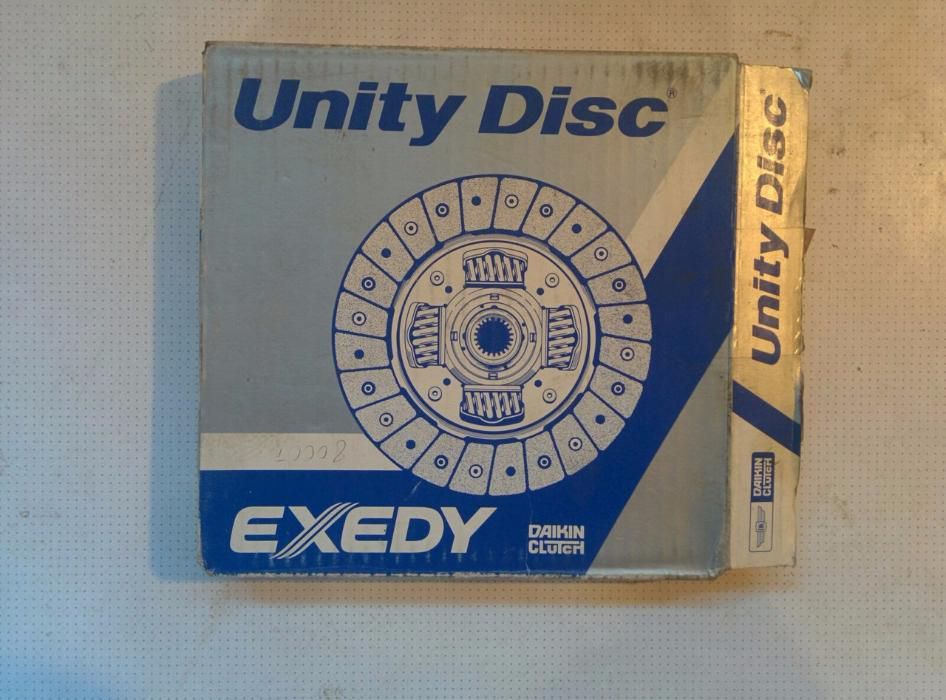 Unity Disc®
EXEDY
DAIKIN
CLUTCH
Unity Disc
DAIKIN
CLUTCH